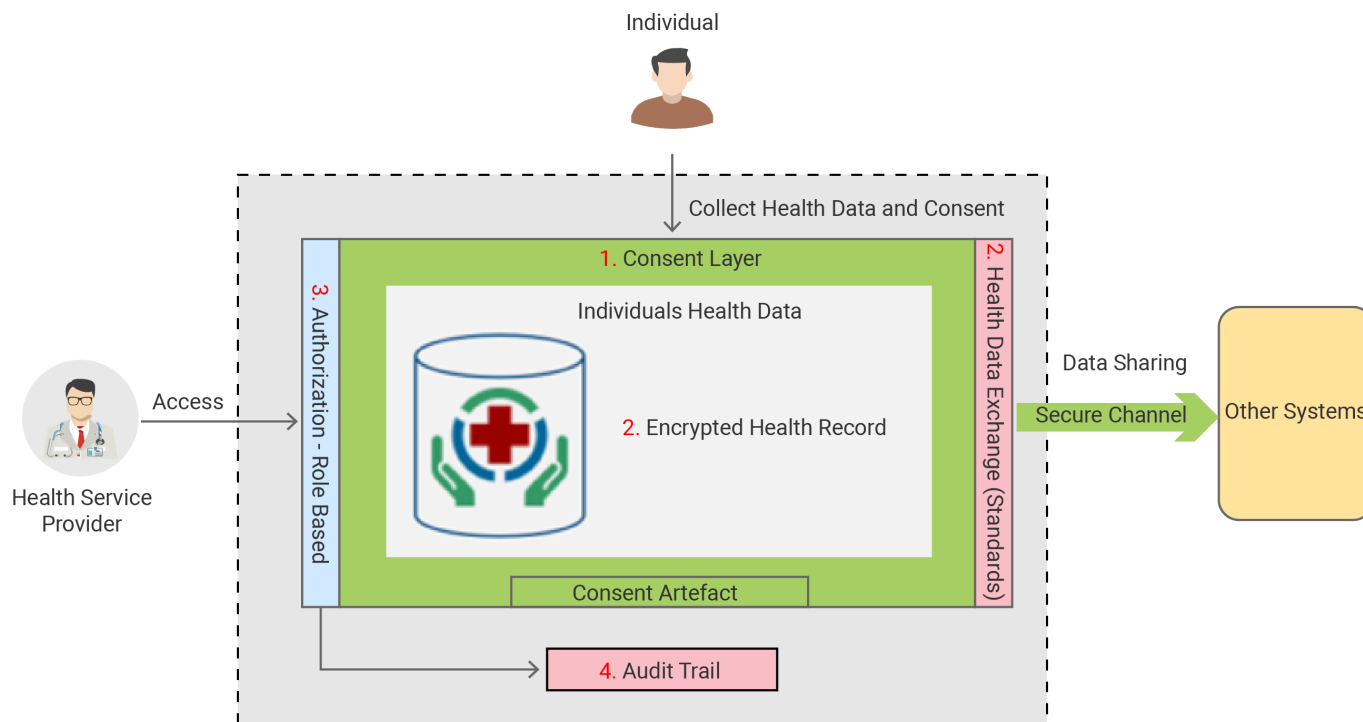 Individual
Collect Health Data and Consent
1. Consent Layer
Individuals Health Data
2. Encrypted Health Record
Consent Artefact
3. Authorization - Role Based
2. Health Data Exchange (Standards)
Access
Health Service
Provider
Data Sharing
Secure Channel
Other Systems
4. Audit Trail